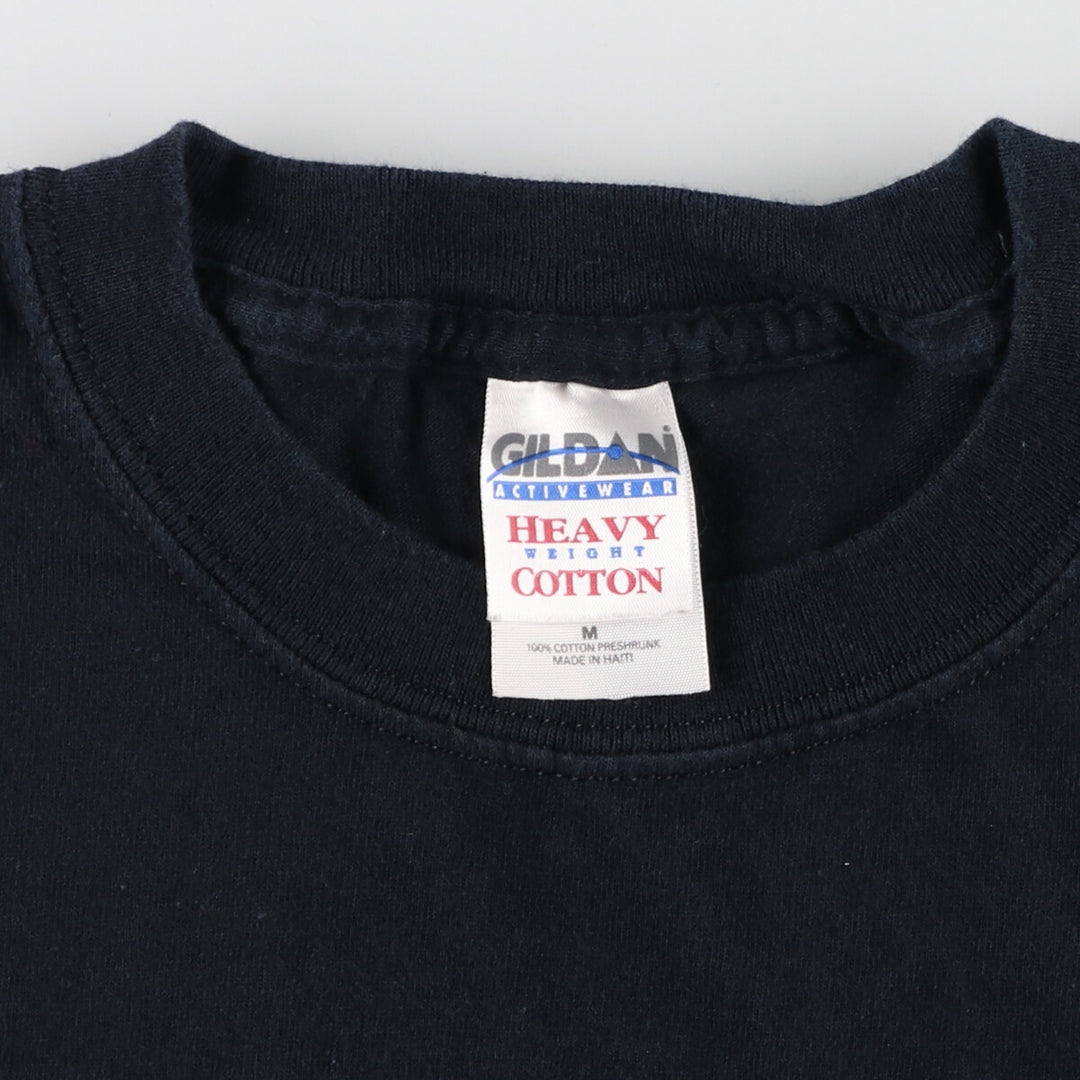 GILDAN®
ACTIVEWEAR
HEAVY
WEIGHT
COTTON
M
100% COTTON PRESHRUNK
MADE IN HAITI